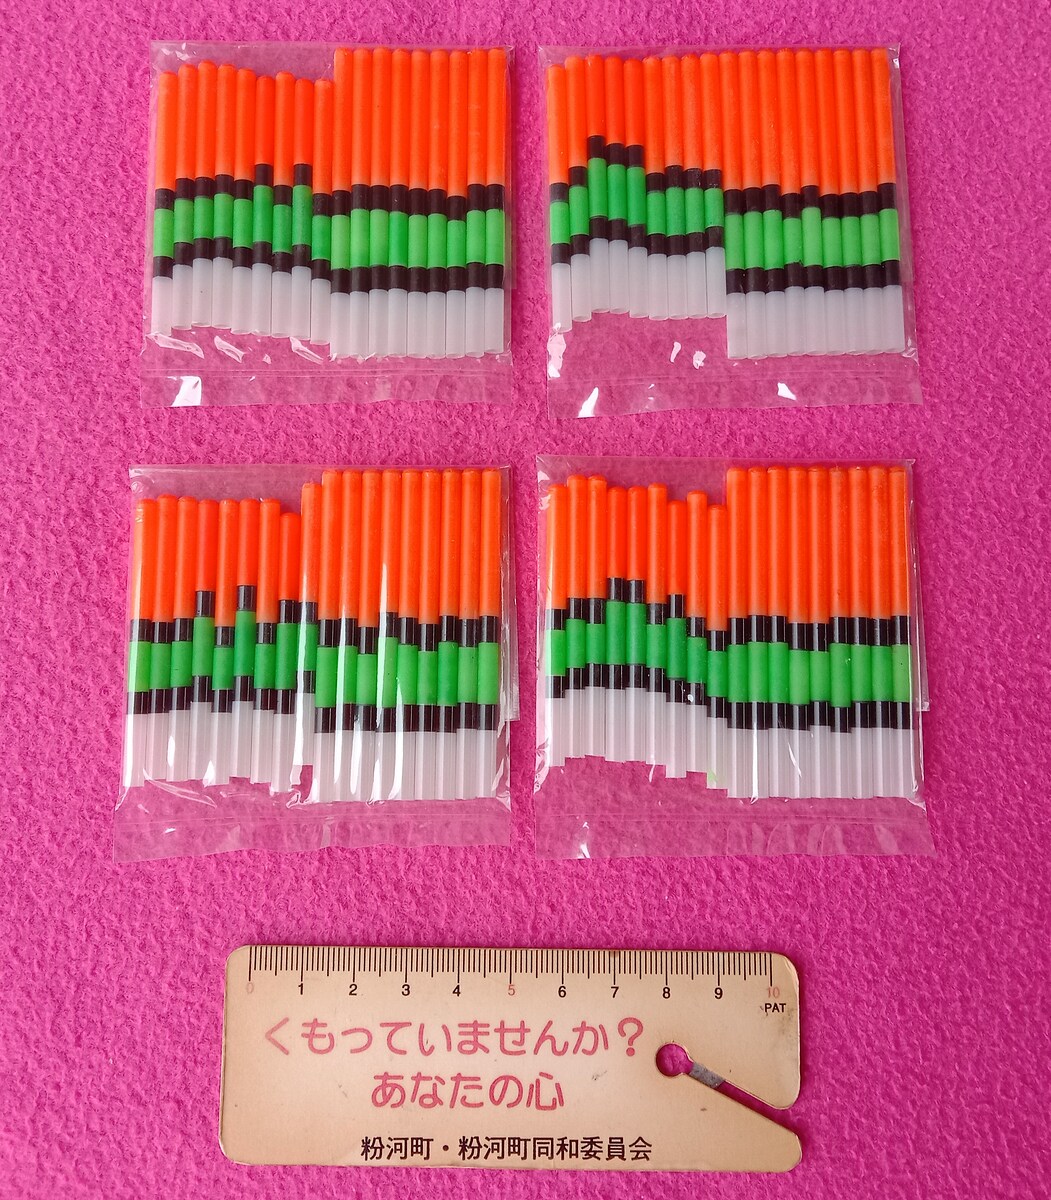 0 1 2 3 4 5 6 7 8 9 10
PAT
くもっていませんか?
あなたの心
粉河町・粉河町同和委員会